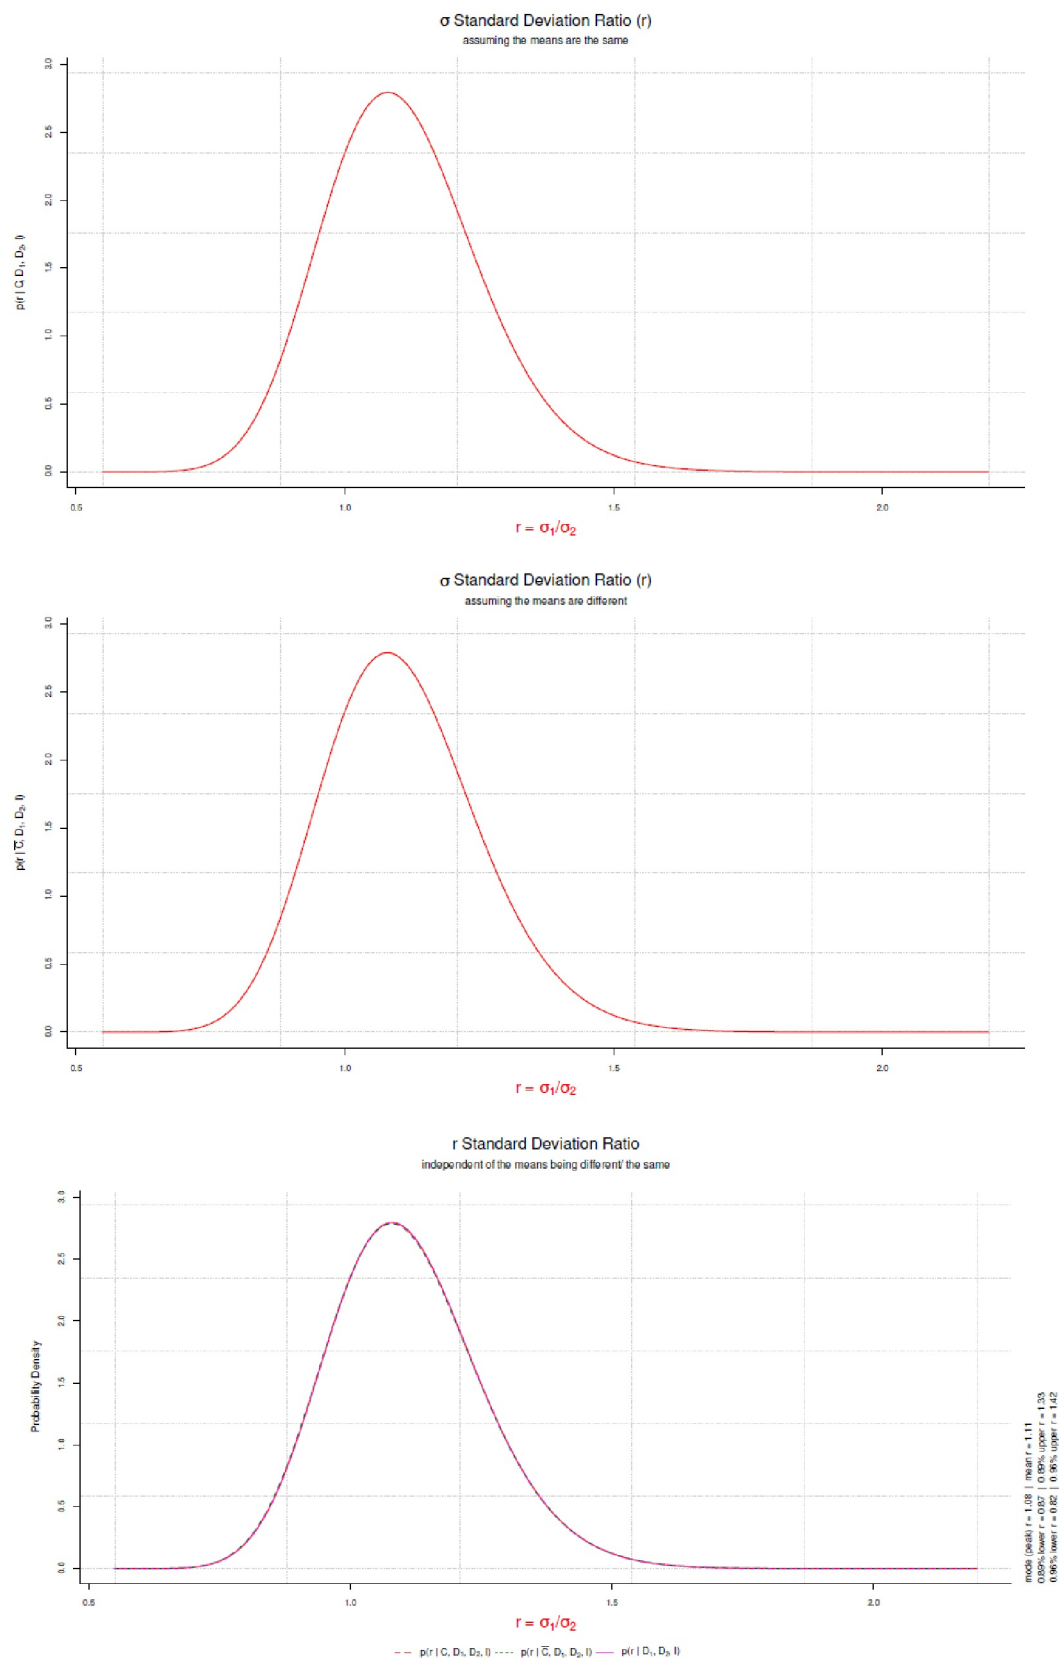 σ Standard Deviation Ratio (r)
assuming the means are the same
p(r | C, D₁, D₂, I)
3.0
2.5
2.0
1.5
1.0
0.5
0.0
0.5 1.0 1.5 2.0
r = σ₁/σ₂
σ Standard Deviation Ratio (r)
assuming the means are different
p(r | C̅, D₁, D₂, I)
3.0
2.5
2.0
1.5
1.0
0.5
0.0
0.5 1.0 1.5 2.0
r = σ₁/σ₂
r Standard Deviation Ratio
independent of the means being different/ the same
Probability Density
3.0
2.5
2.0
1.5
1.0
0.5
0.0
0.5 1.0 1.5 2.0
r = σ₁/σ₂
p(r | C, D₁, D₂, I) p(r | C̅, D₁, D₂, I) p(r | D₁, D₂, I)
mode (peak) r = 1.08 | mean r = 1.11
0.89% lower r = 0.87 | 0.89% upper r = 1.33
0.96% lower r = 0.82 | 0.96% upper r = 1.42